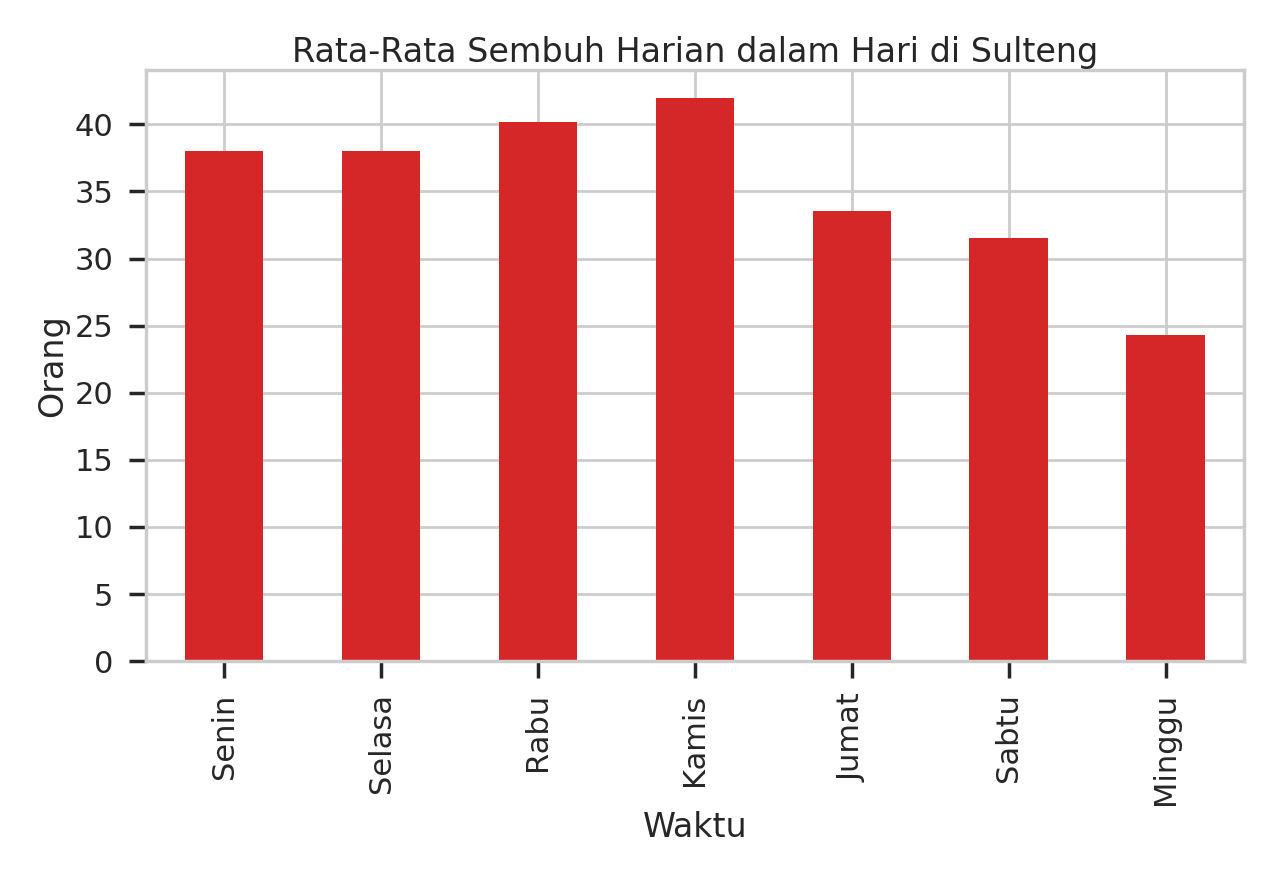 Rata-Rata Sembuh Harian dalam Hari di Sulteng
Orang
40
35
30
25
20
15
10
5
0
Senin
Selasa
Rabu
Kamis
Jumat
Sabtu
Minggu
Waktu